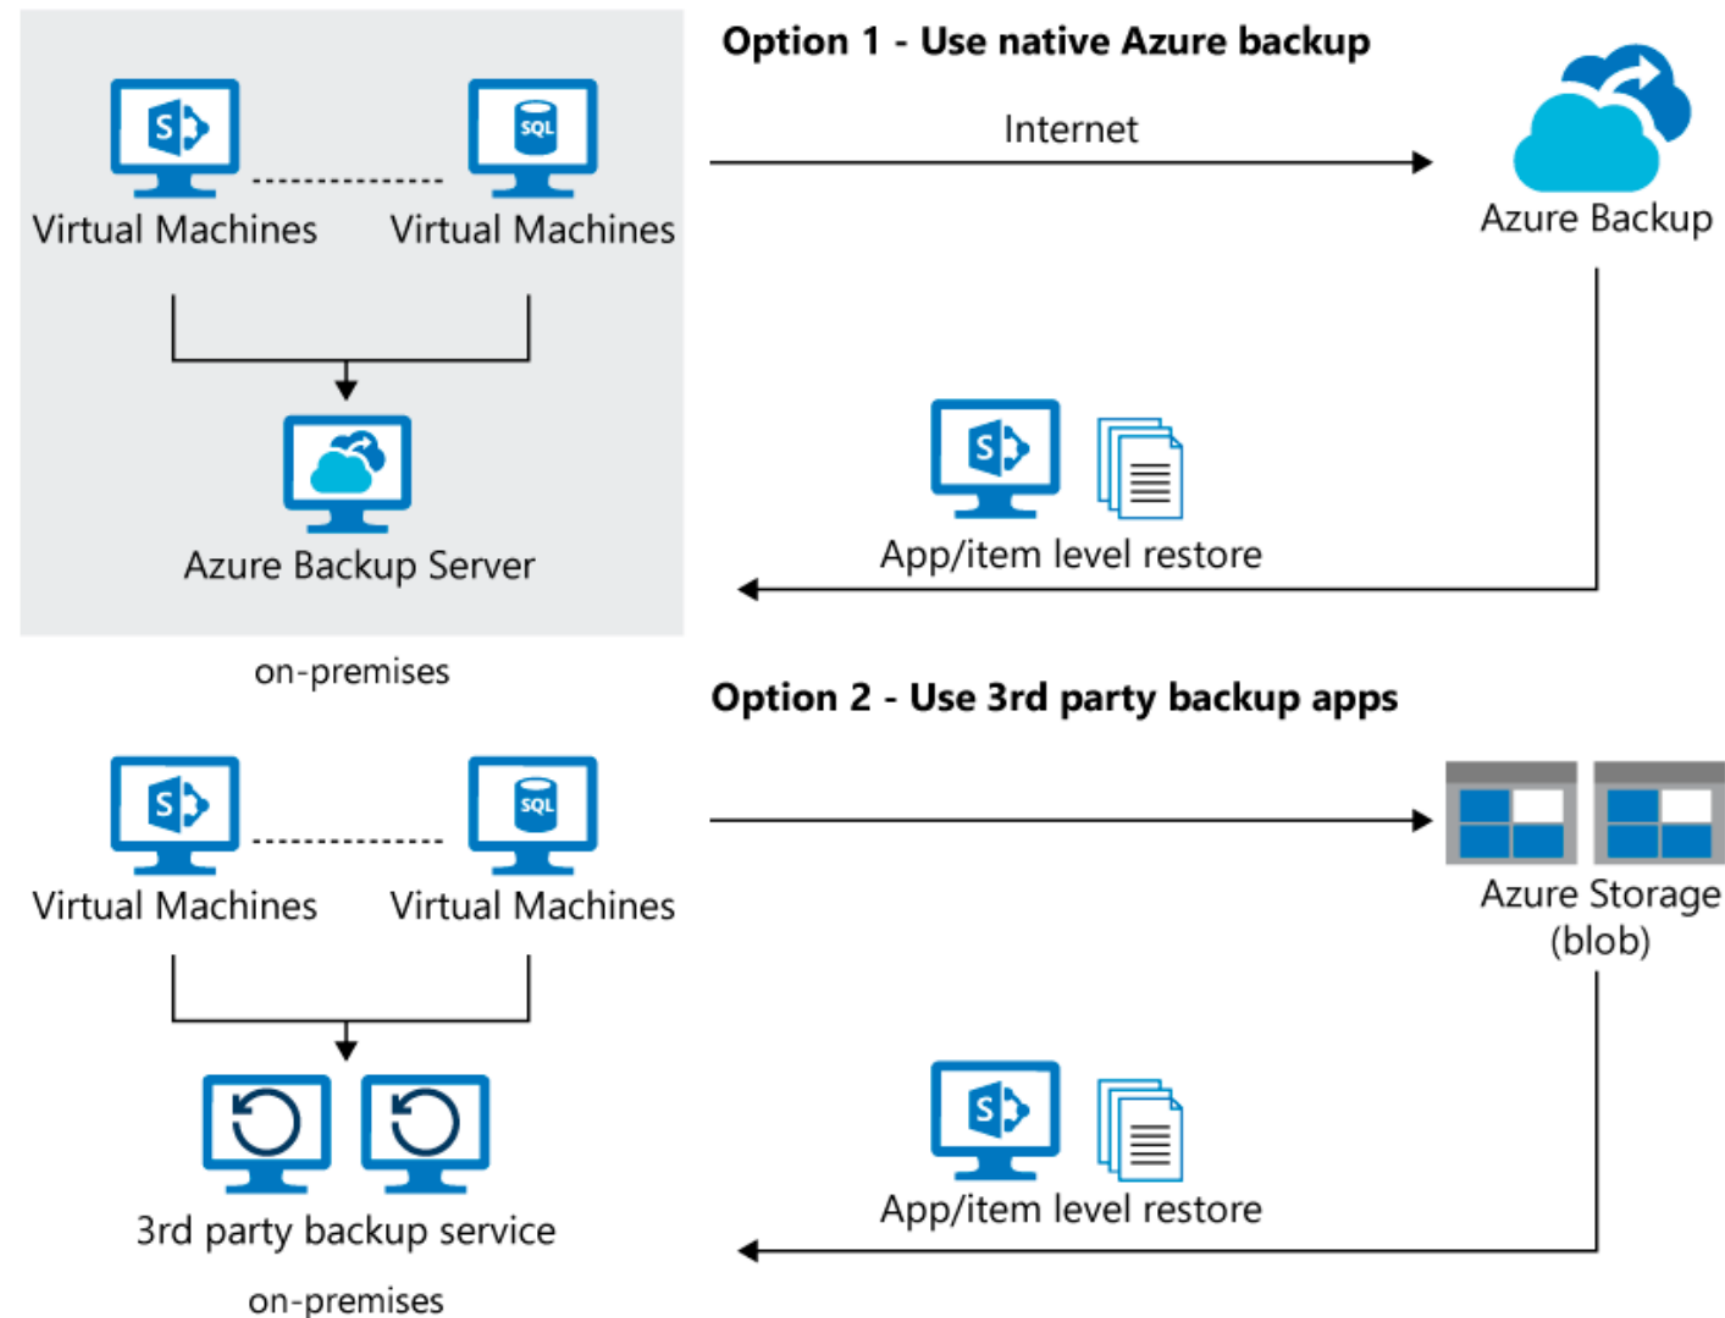 Option 1 - Use native Azure backup
S
SQL
Internet
Virtual Machines
Virtual Machines
Azure Backup
S
Azure Backup Server
App/item level restore
on-premises
Option 2 - Use 3rd party backup apps
S
SQL
Virtual Machines
Virtual Machines
Azure Storage
(blob)
S
3rd party backup service
App/item level restore
on-premises